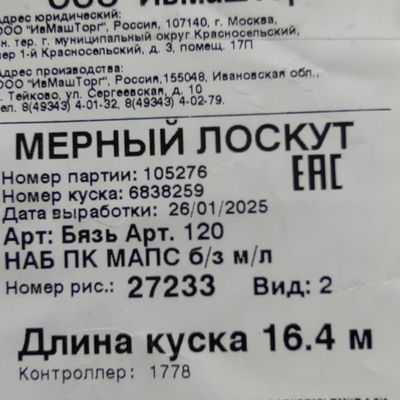 ООО "ИвМашТорг"
Адрес юридический:
ООО "ИвМашТорг", Россия, 107140, г. Москва,
вн. тер. г. муниципальный округ Красносельский,
пер 1-й Красносельский, д. 3, помещ. 17П
Адрес производства:
ООО "ИвМашТорг", Россия,155048, Ивановская обл.,
г. Тейково, ул. Сергеевская, д. 10
Тел. 8(49343) 4-01-32, 8(49343) 4-02-79.
МЕРНЫЙ ЛОСКУТ
Номер партии: 105276
Номер куска: 6838259
EAC
Дата выработки: 26/01/2025
Арт: Бязь Арт. 120
НАБ ПК МАПС б/з м/л
Номер рис.: 27233 Вид: 2
Длина куска 16.4 м
Контроллер: 1778